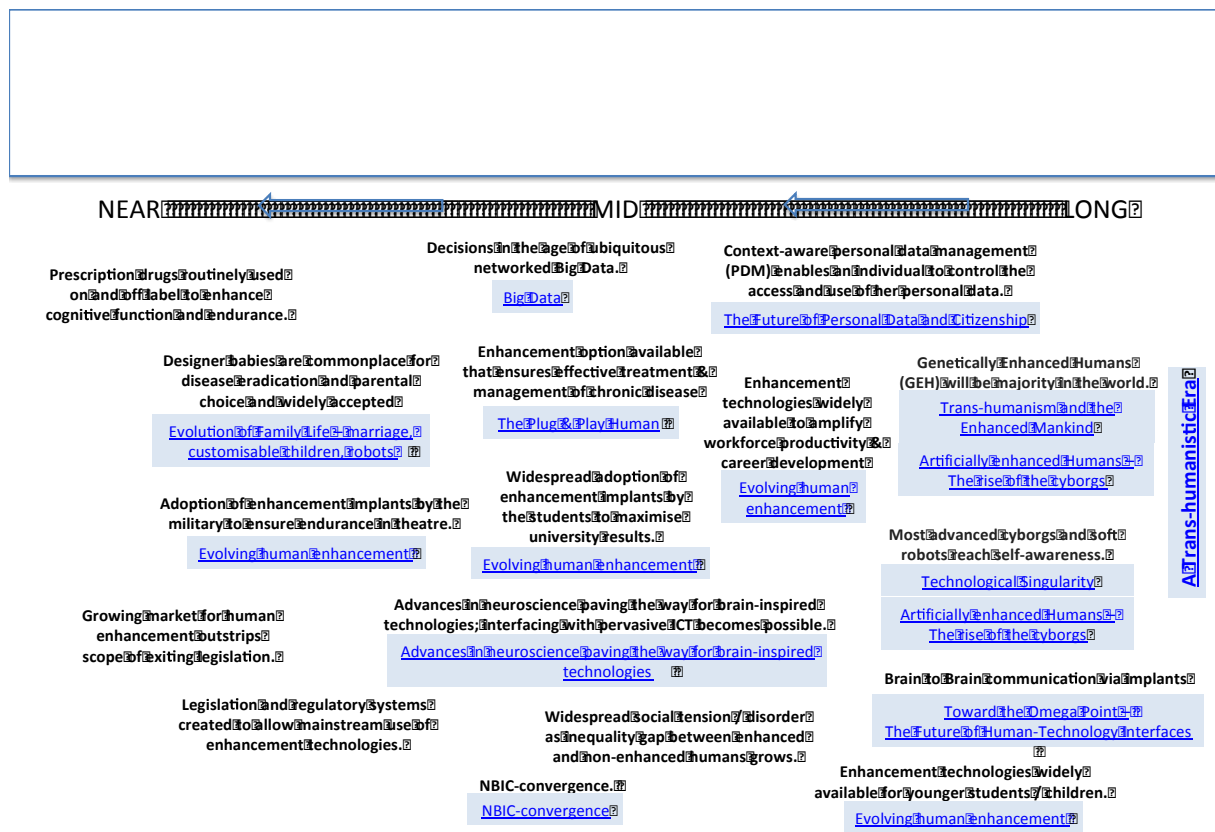 NEAR MID LONG
Prescription drugs routinely used
on and off label to enhance
cognitive function and endurance.
Decisions in the age of ubiquitous
networked Big Data.
Big Data
Context-aware personal data management
(PDM) enables an individual to control the
access and use of her personal data.
The Future of Personal Data and Citizenship
Designer babies are commonplace for
disease eradication and parental
choice and widely accepted
Evolution of Family Life – marriage,
customisable children, robots
Enhancement option available
that ensures effective treatment &
management of chronic disease
The Plug & Play Human
Enhancement
technologies widely
available to amplify
workforce productivity &
career development
Evolving human
enhancement
Genetically Enhanced Humans
(GEH) will be majority in the world.
Trans-humanism and the
Enhanced Mankind
Artificially enhanced Humans –
The rise of the cyborgs
A Trans-humanistic Era
Adoption of enhancement implants by the
military to ensure endurance in theatre.
Evolving human enhancement
Widespread adoption of
enhancement implants by
the students to maximise
university results.
Evolving human enhancement
Most advanced cyborgs and soft
robots reach self-awareness.
Technological Singularity
Artificially enhanced Humans –
The rise of the cyborgs
Growing market for human
enhancement outstrips
scope of exiting legislation.
Advances in neuroscience paving the way for brain-inspired
technologies; interfacing with pervasive ICT becomes possible.
Advances in neuroscience paving the way for brain-inspired
technologies
Brain to Brain communication via implants
Toward the Omega Point –
The Future of Human-Technology Interfaces
Legislation and regulatory systems
created to allow mainstream use of
enhancement technologies.
Widespread social tension / disorder
as inequality gap between enhanced
and non-enhanced humans grows.
NBIC-convergence.
NBIC-convergence
Enhancement technologies widely
available for younger students / children.
Evolving human enhancement